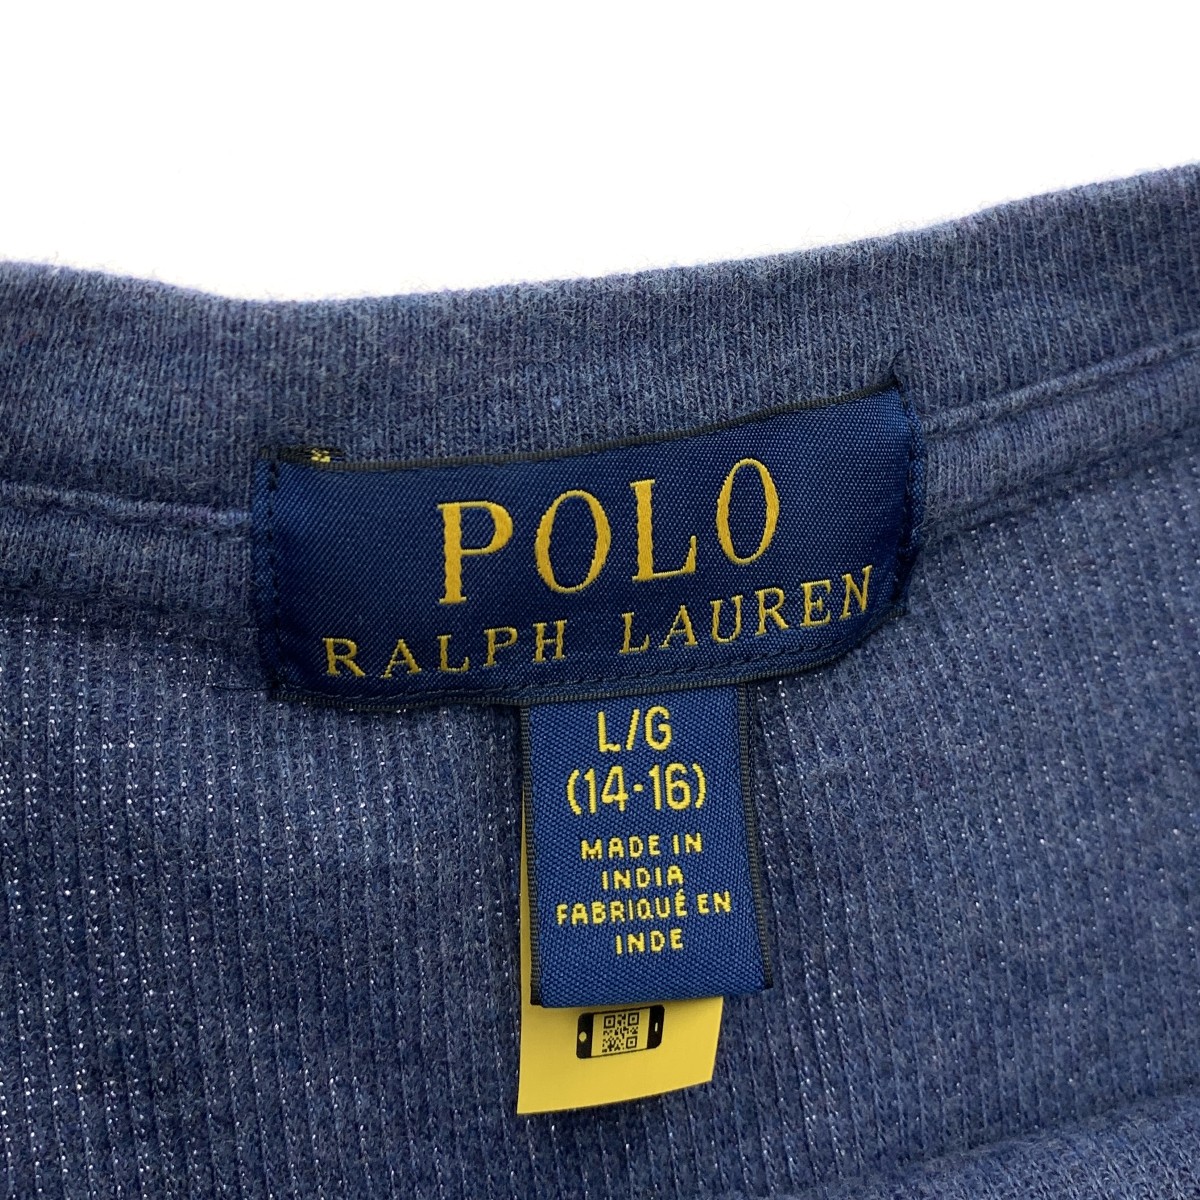 POLO
RALPH LAUREN
L/G
(14-16)
MADE IN
INDIA
FABRIQUÉ EN
INDE